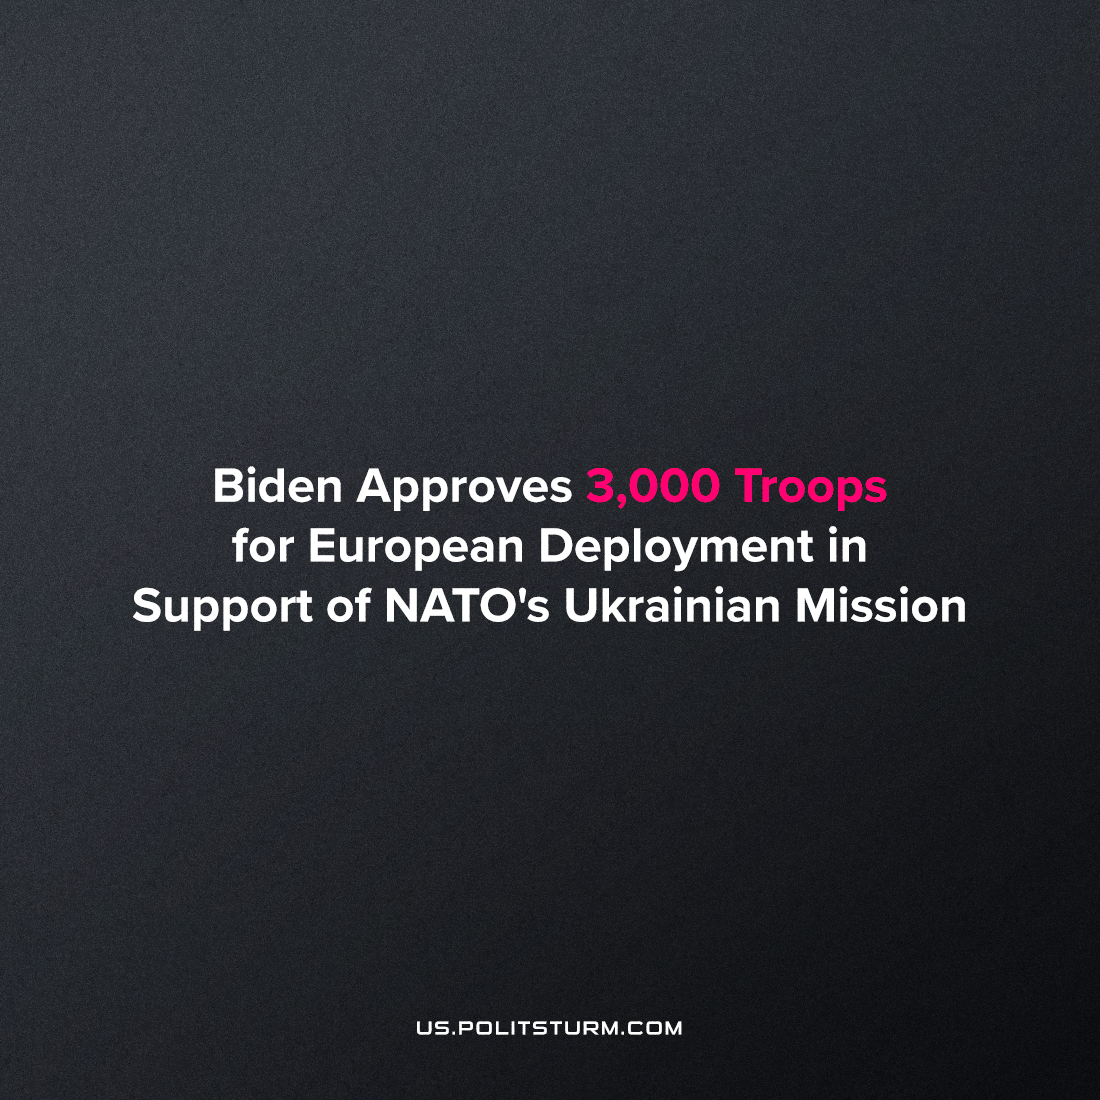 Biden Approves 3,000 Troops
for European Deployment in
Support of NATO's Ukrainian Mission
US.POLITSTURM.COM